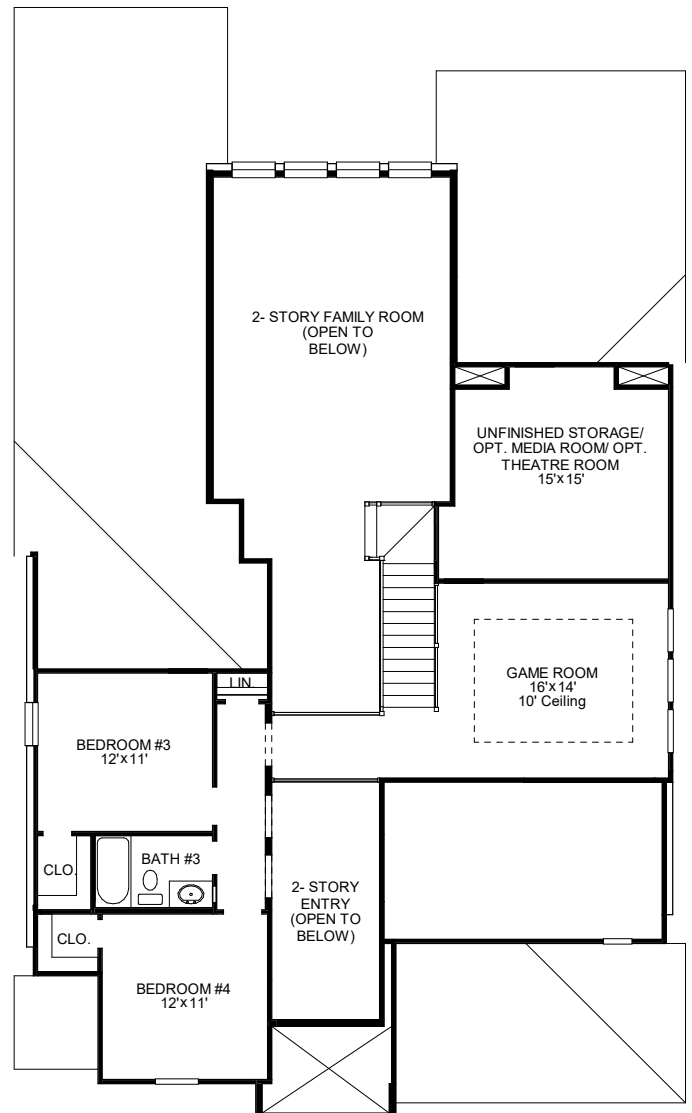 2- STORY FAMILY ROOM
(OPEN TO
BELOW)
UNFINISHED STORAGE/
OPT. MEDIA ROOM/ OPT.
THEATRE ROOM
15'x15'
GAME ROOM
16'x14'
10' Ceiling
LIN.
BEDROOM #3
12'x11'
BATH #3
CLO.
2- STORY
ENTRY
(OPEN TO
BELOW)
CLO.
BEDROOM #4
12'x11'